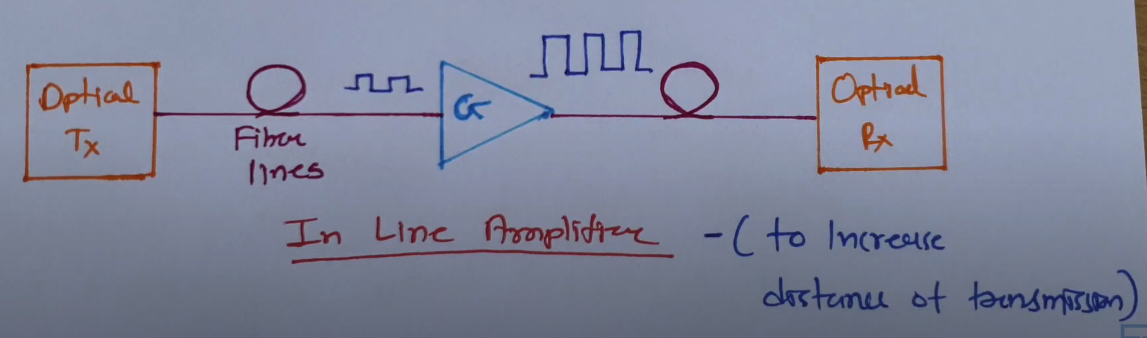 Optical
Tx
Fiber
lines
G
Optical
Rx
In Line Amplifier - ( to Increase
distance of transmission)